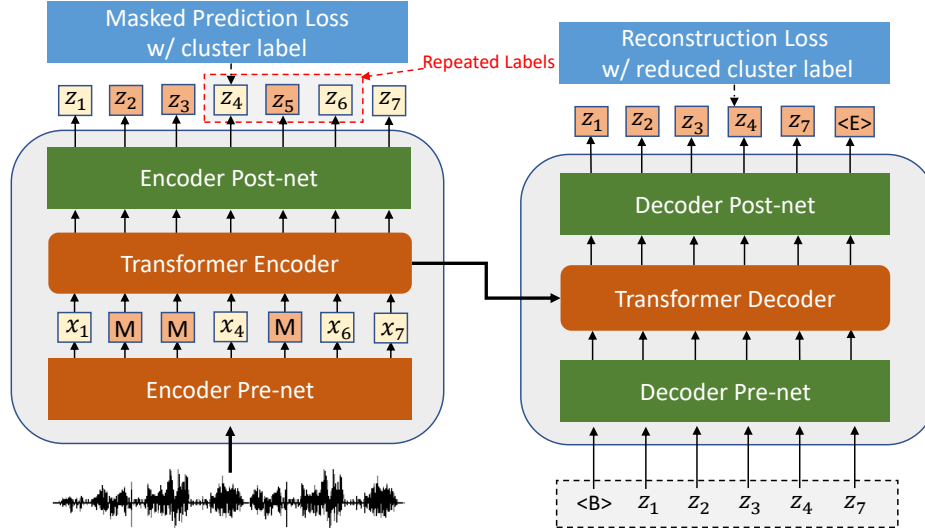 Masked Prediction Loss
w/ cluster label
Repeated Labels
Reconstruction Loss
w/ reduced cluster label
z₁ z₂ z₃ z₄ z₅ z₆ z₇
z₁ z₂ z₃ z₄ z₇ <E>
Encoder Post-net
Decoder Post-net
Transformer Encoder
Transformer Decoder
x₁ M M x₄ M x₆ x₇
Encoder Pre-net
Decoder Pre-net
<B> z₁ z₂ z₃ z₄ z₇